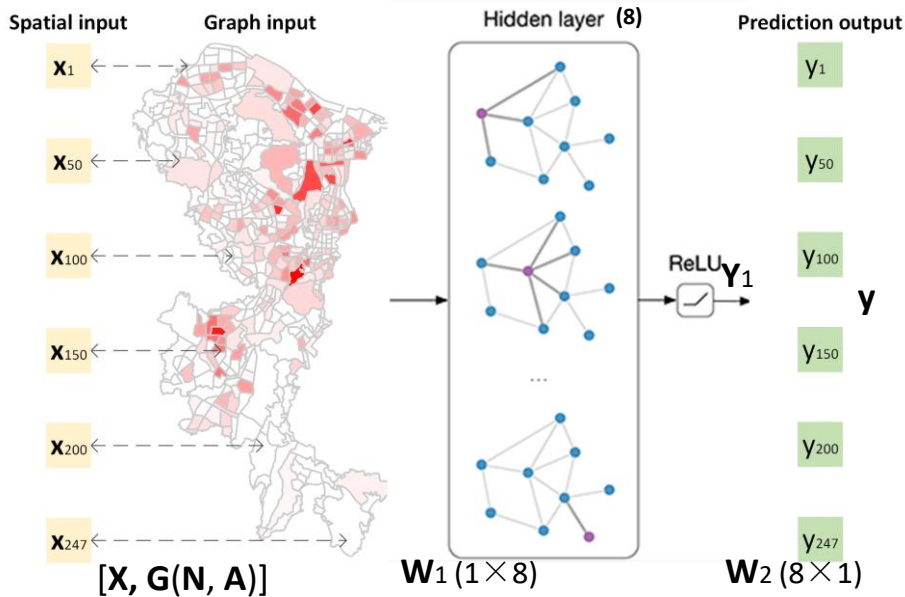 Spatial input
Graph input
Hidden layer (8)
Prediction output
x1
x50
x100
x150
x200
x247
...
ReLU
Y1
y1
y50
y100
y150
y200
y247
y
[X, G(N, A)]
W1 (1×8)
W2 (8×1)